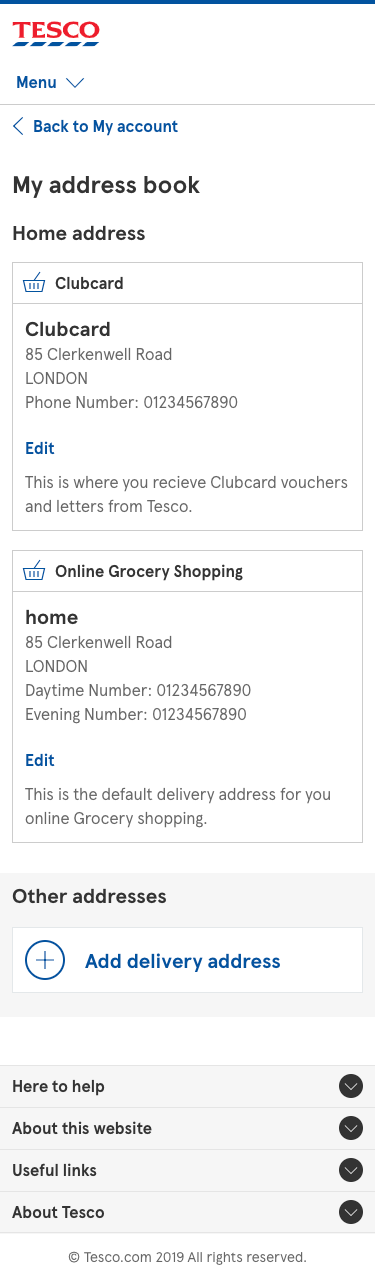 TESCO
Menu
Back to My account
My address book
Home address
Clubcard
Clubcard
85 Clerkenwell Road
LONDON
Phone Number: 01234567890
Edit
This is where you recieve Clubcard vouchers
and letters from Tesco.
Online Grocery Shopping
home
85 Clerkenwell Road
LONDON
Daytime Number: 01234567890
Evening Number: 01234567890
Edit
This is the default delivery address for you
online Grocery shopping.
Other addresses
Add delivery address
Here to help
About this website
Useful links
About Tesco
© Tesco.com 2019 All rights reserved.